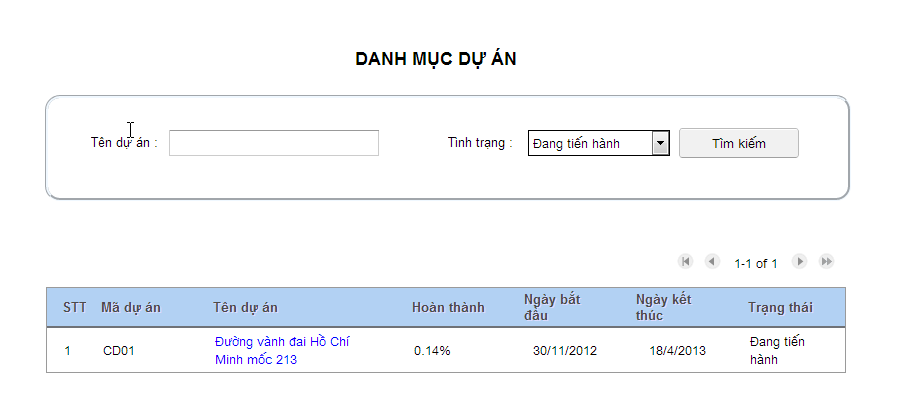 DANH MỤC DỰ ÁN
Tên dự án :
Tình trạng :
Đang tiến hành
Tìm kiếm
1-1 of 1
STT Mã dự án Tên dự án Hoàn thành Ngày bắt đầu Ngày kết thúc Trạng thái
1 CD01 Đường vành đai Hồ Chí Minh mốc 213 0.14% 30/11/2012 18/4/2013 Đang tiến hành